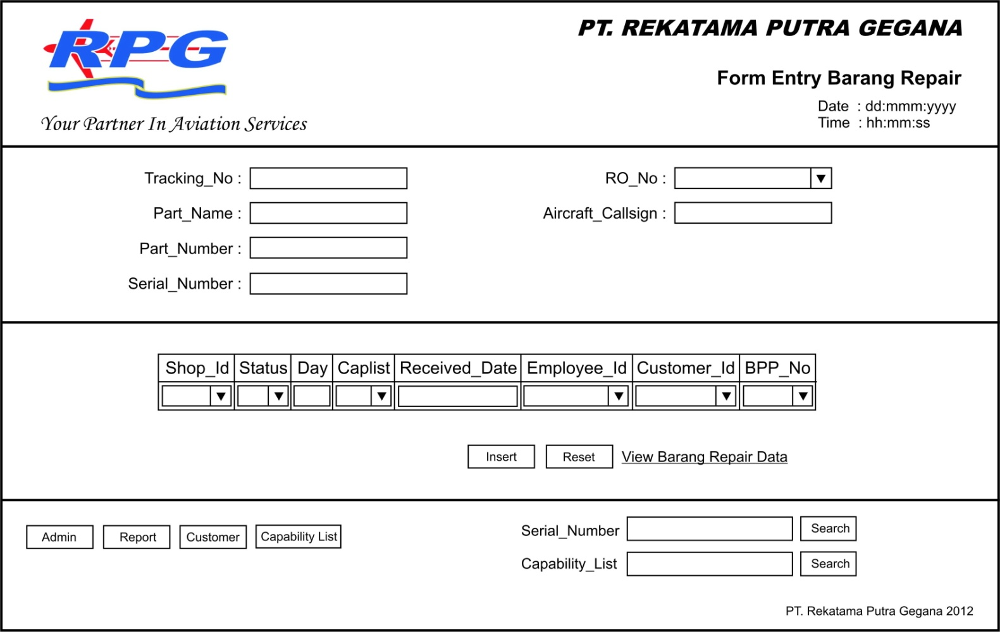 RPG
Your Partner In Aviation Services
PT. REKATAMA PUTRA GEGANA
Form Entry Barang Repair
Date : dd:mmm:yyyy
Time : hh:mm:ss
Tracking_No :
Part_Name :
Part_Number :
Serial_Number :
RO_No :
Aircraft_Callsign :
Shop_Id Status Day Caplist Received_Date Employee_Id Customer_Id BPP_No
Insert Reset View Barang Repair Data
Admin Report Customer Capability List
Serial_Number Search
Capability_List Search
PT. Rekatama Putra Gegana 2012